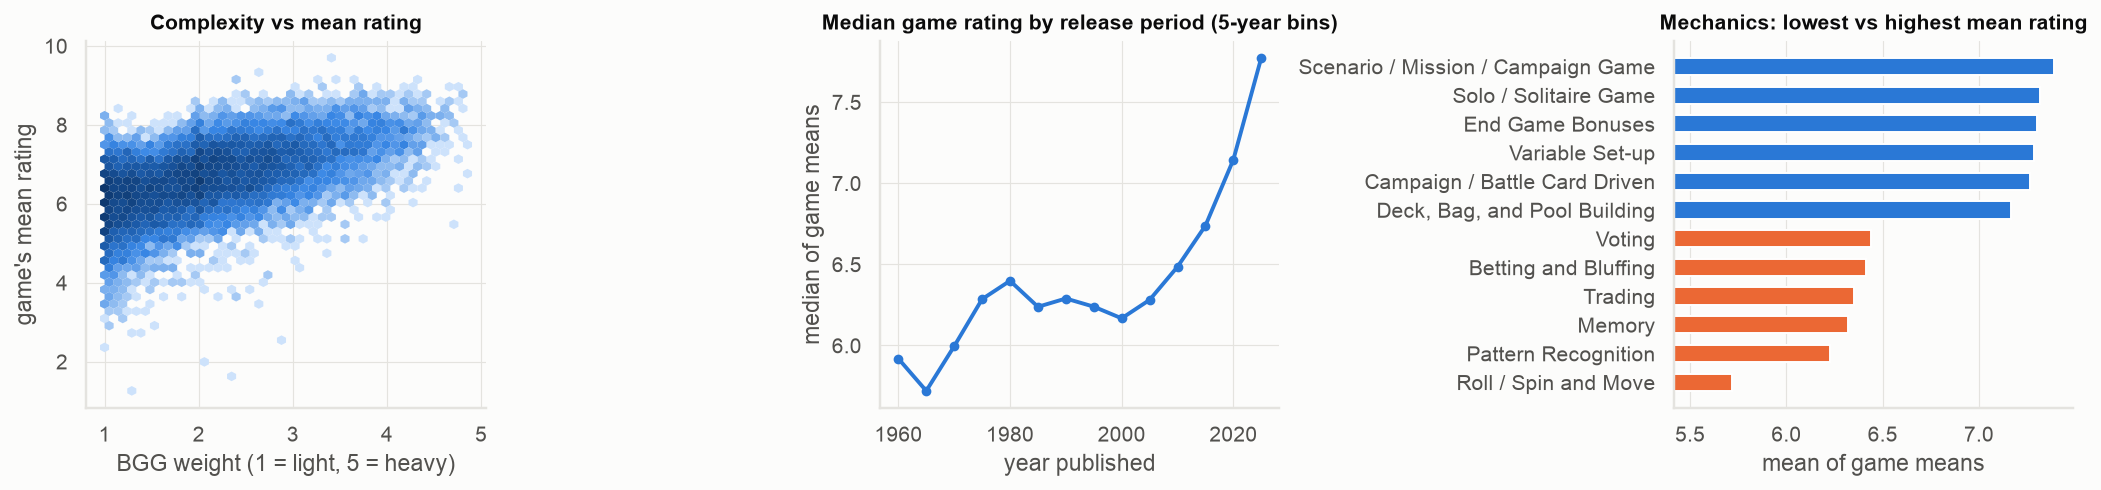 Complexity vs mean rating
10
8
6
4
2
game's mean rating
1 2 3 4 5
BGG weight (1 = light, 5 = heavy)
Median game rating by release period (5-year bins)
7.5
7.0
6.5
6.0
median of game means
1960 1980 2000 2020
year published
Mechanics: lowest vs highest mean rating
Scenario / Mission / Campaign Game
Solo / Solitaire Game
End Game Bonuses
Variable Set-up
Campaign / Battle Card Driven
Deck, Bag, and Pool Building
Voting
Betting and Bluffing
Trading
Memory
Pattern Recognition
Roll / Spin and Move
5.5 6.0 6.5 7.0
mean of game means